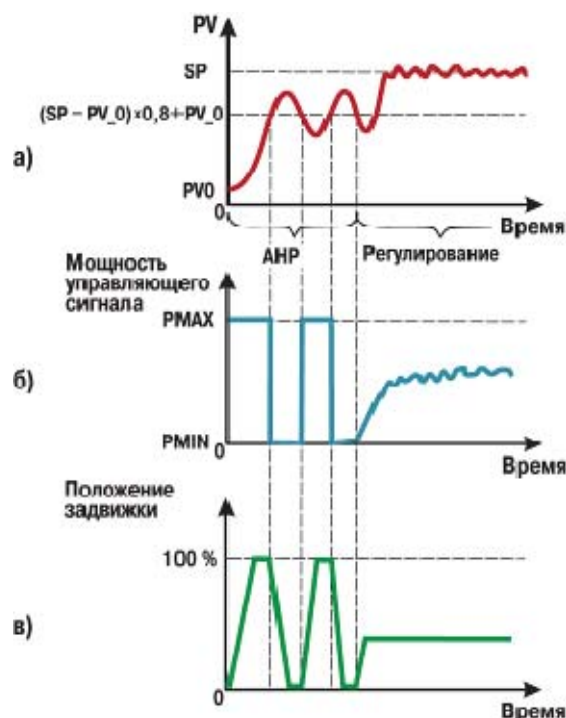 PV
SP
(SP – PV_0) ×0,8+PV_0
а)
PV0
0
Время
АНР
Регулирование
Мощность
управляющего
сигнала
PMAX
б)
PMIN
0
Время
Положение
задвижки
100 %
в)
0
Время